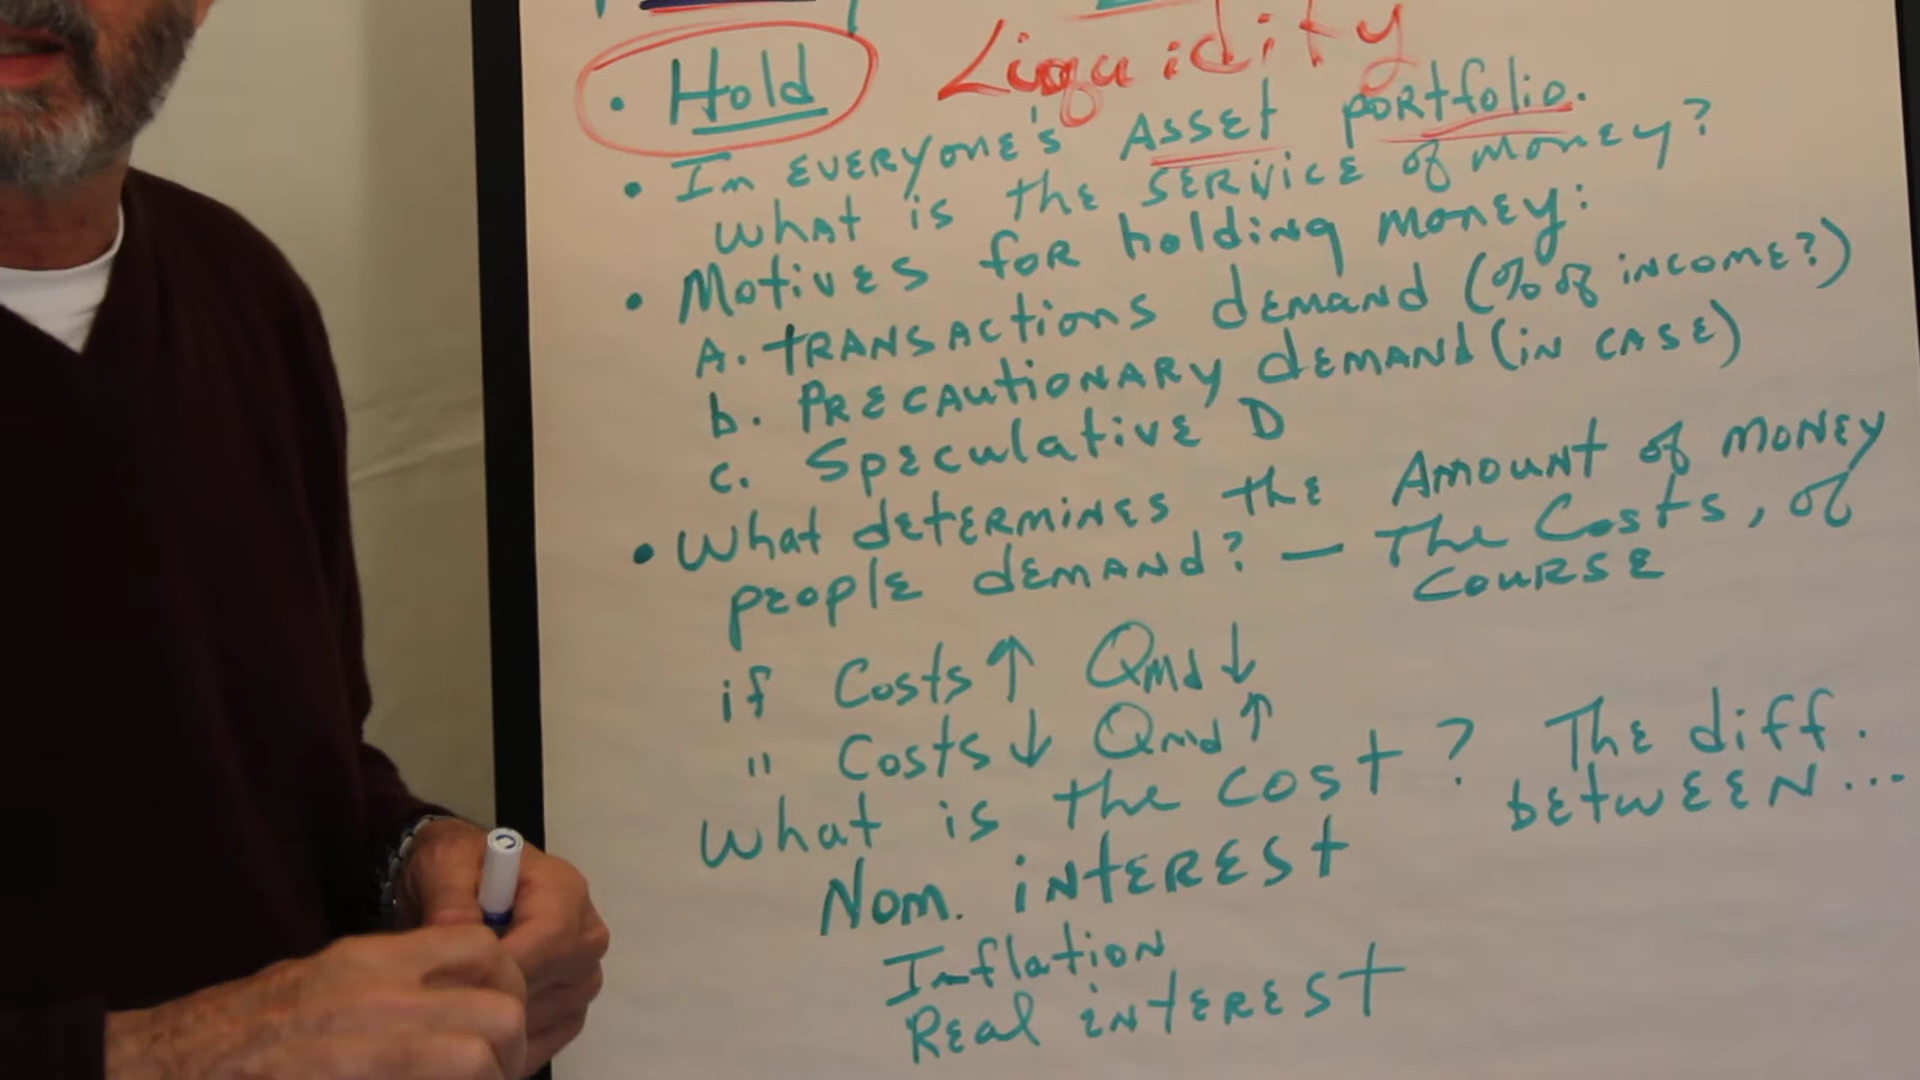 • Hold Liquidity
• In everyone's Asset portfolio.
what is the service of money?
• Motives for holding money:
A. transactions demand (% of income?)
b. Precautionary demand (in case)
c. Speculative D
• What determines the Amount of money
people demand? — The Costs, of
course
if Costs ↑ Qmd ↓
" Costs ↓ Qmd ↑
What is the cost? The diff.
between...
Nom. interest
Inflation
Real interest